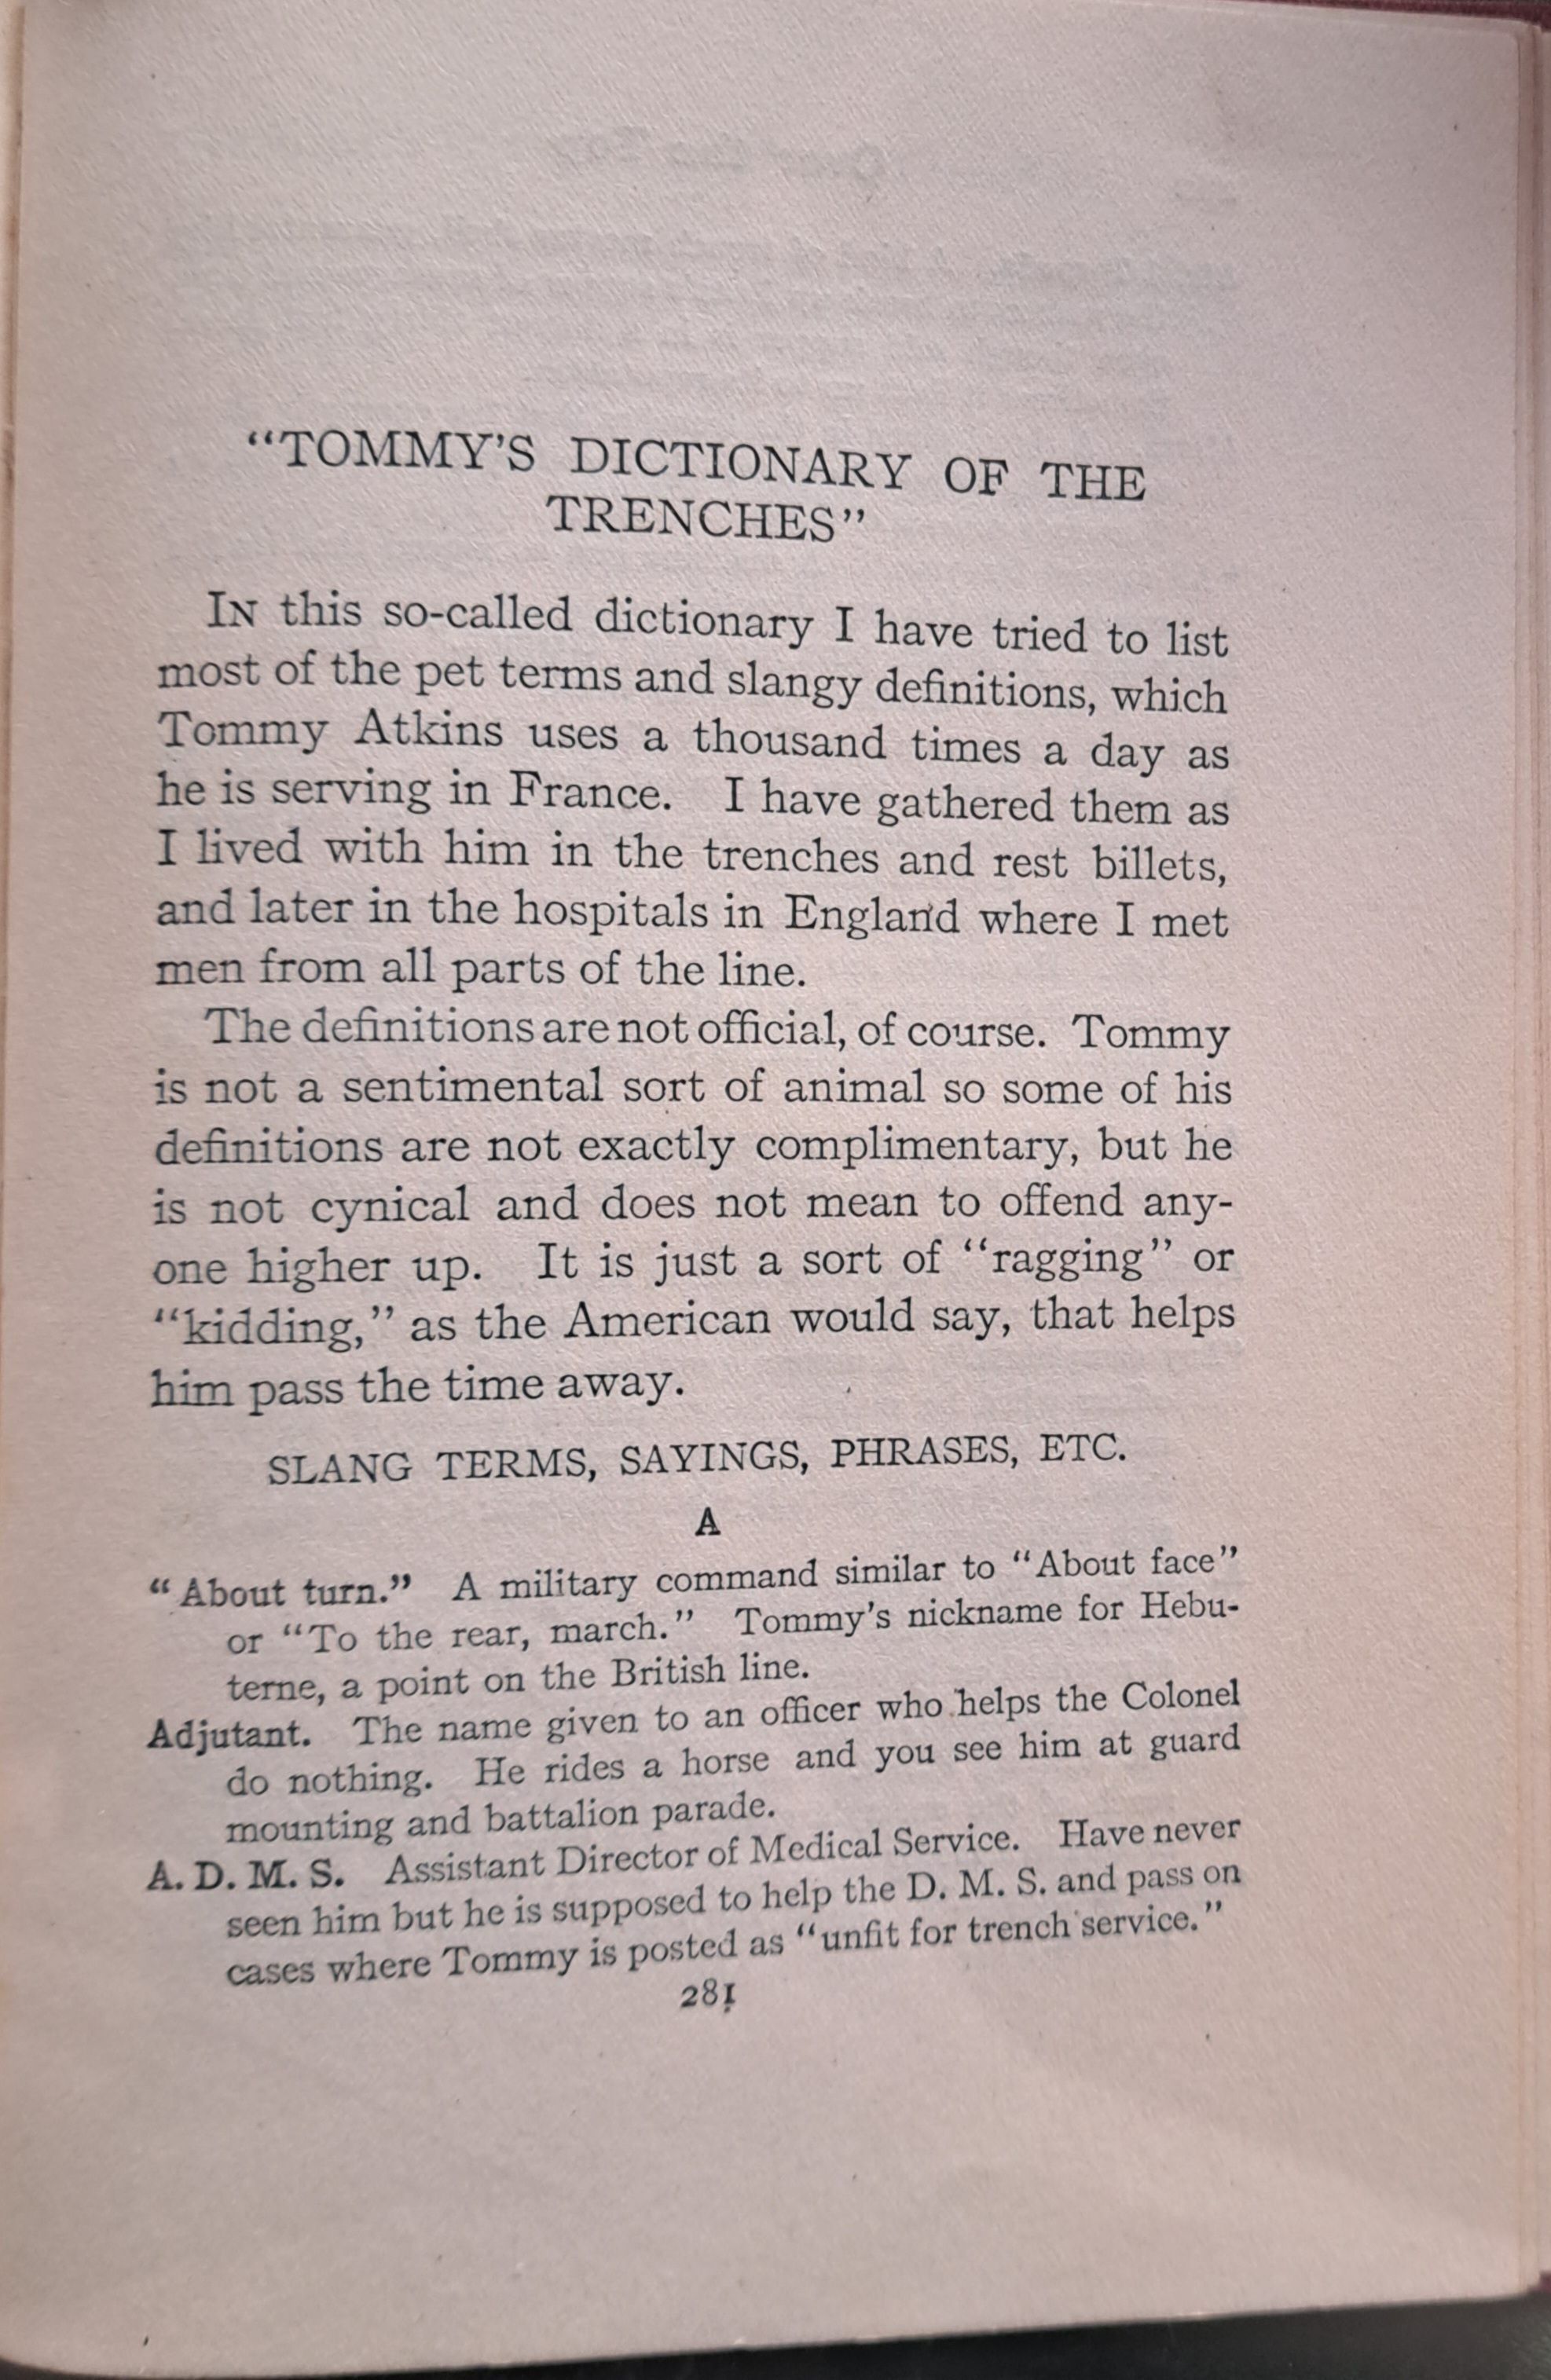 “TOMMY’S DICTIONARY OF THE
TRENCHES”
IN this so-called dictionary I have tried to list
most of the pet terms and slangy definitions, which
Tommy Atkins uses a thousand times a day as
he is serving in France. I have gathered them as
I lived with him in the trenches and rest billets,
and later in the hospitals in England where I met
men from all parts of the line.
The definitions are not official, of course. Tommy
is not a sentimental sort of animal so some of his
definitions are not exactly complimentary, but he
is not cynical and does not mean to offend any-
one higher up. It is just a sort of “ragging” or
“kidding,” as the American would say, that helps
him pass the time away.
SLANG TERMS, SAYINGS, PHRASES, ETC.
A
“About turn.” A military command similar to “About face”
or “To the rear, march.” Tommy’s nickname for Hebu-
terne, a point on the British line.
Adjutant. The name given to an officer who helps the Colonel
do nothing. He rides a horse and you see him at guard
mounting and battalion parade.
A. D. M. S. Assistant Director of Medical Service. Have never
seen him but he is supposed to help the D. M. S. and pass on
cases where Tommy is posted as “unfit for trench service.”
281